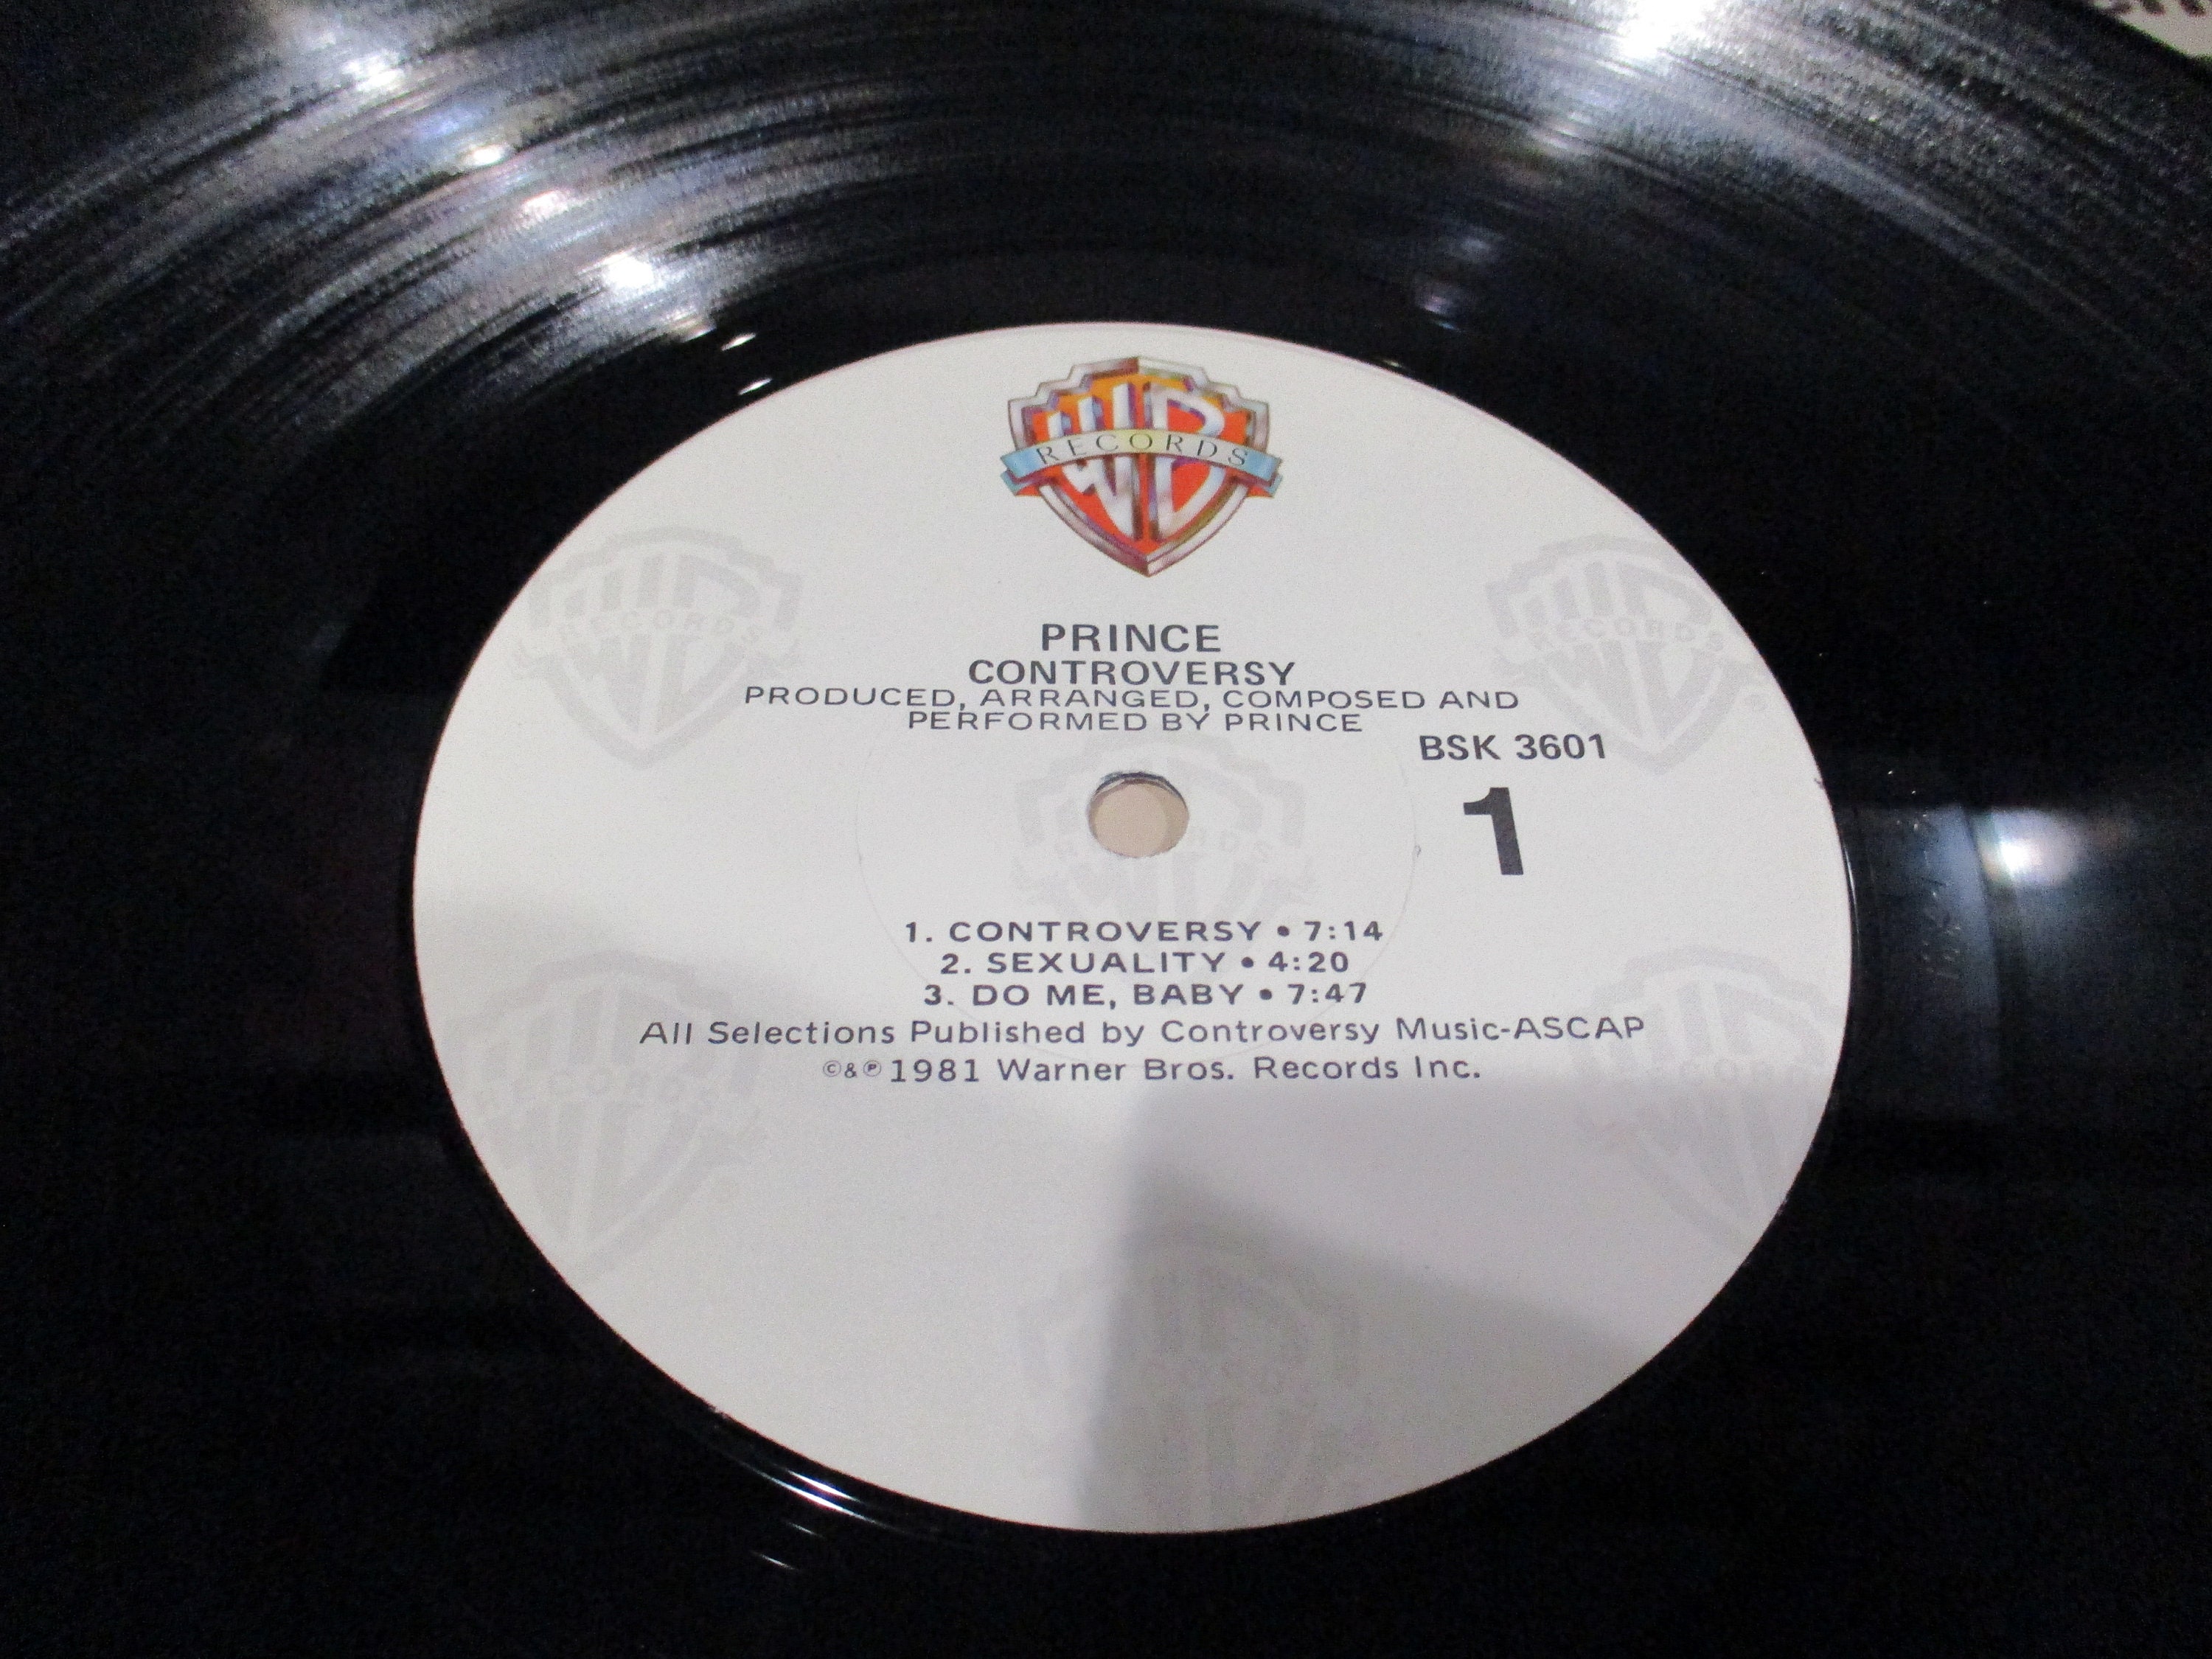 WB
RECORDS
PRINCE
CONTROVERSY
PRODUCED, ARRANGED, COMPOSED AND
PERFORMED BY PRINCE
BSK 3601
1
1. CONTROVERSY • 7:14
2. SEXUALITY • 4:20
3. DO ME, BABY • 7:47
All Selections Published by Controversy Music-ASCAP
©&℗ 1981 Warner Bros. Records Inc.